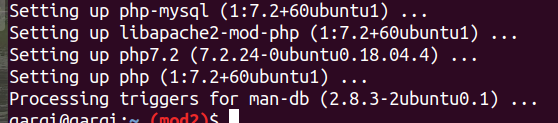 Setting up php-mysql (1:7.2+60ubuntu1) ...
Setting up libapache2-mod-php (1:7.2+60ubuntu1) ...
Setting up php7.2 (7.2.24-0ubuntu0.18.04.4) ...
Setting up php (1:7.2+60ubuntu1) ...
Processing triggers for man-db (2.8.3-2ubuntu0.1) ...
gargi@gargi:~ (mod2)$